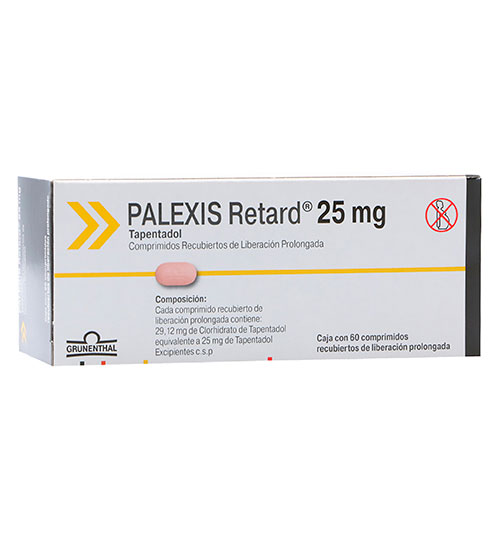 PALEXIS Retard® 25 mg
Tapentadol
Comprimidos Recubiertos de Liberación Prolongada
Composición:
Cada comprimido recubierto de
liberación prolongada contiene:
29,12 mg de Clorhidrato de Tapentadol
equivalente a 25 mg de Tapentadol
Excipientes c.s.p
Caja con 60 comprimidos
recubiertos de liberación prolongada
GRUNENTHAL